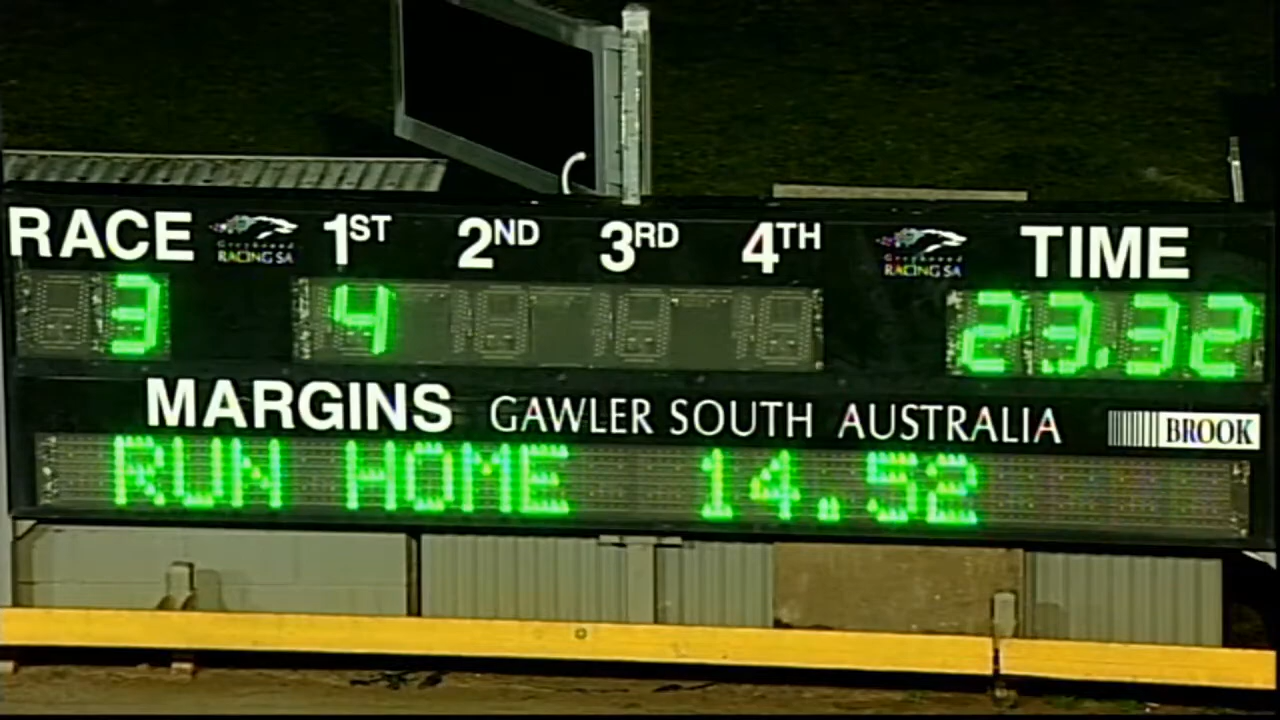 RACE Greyhound RACING SA 1ST 2ND 3RD 4TH Greyhound RACING SA TIME
3 4 23.32
MARGINS GAWLER SOUTH AUSTRALIA BROOK
RUN HOME 14.52